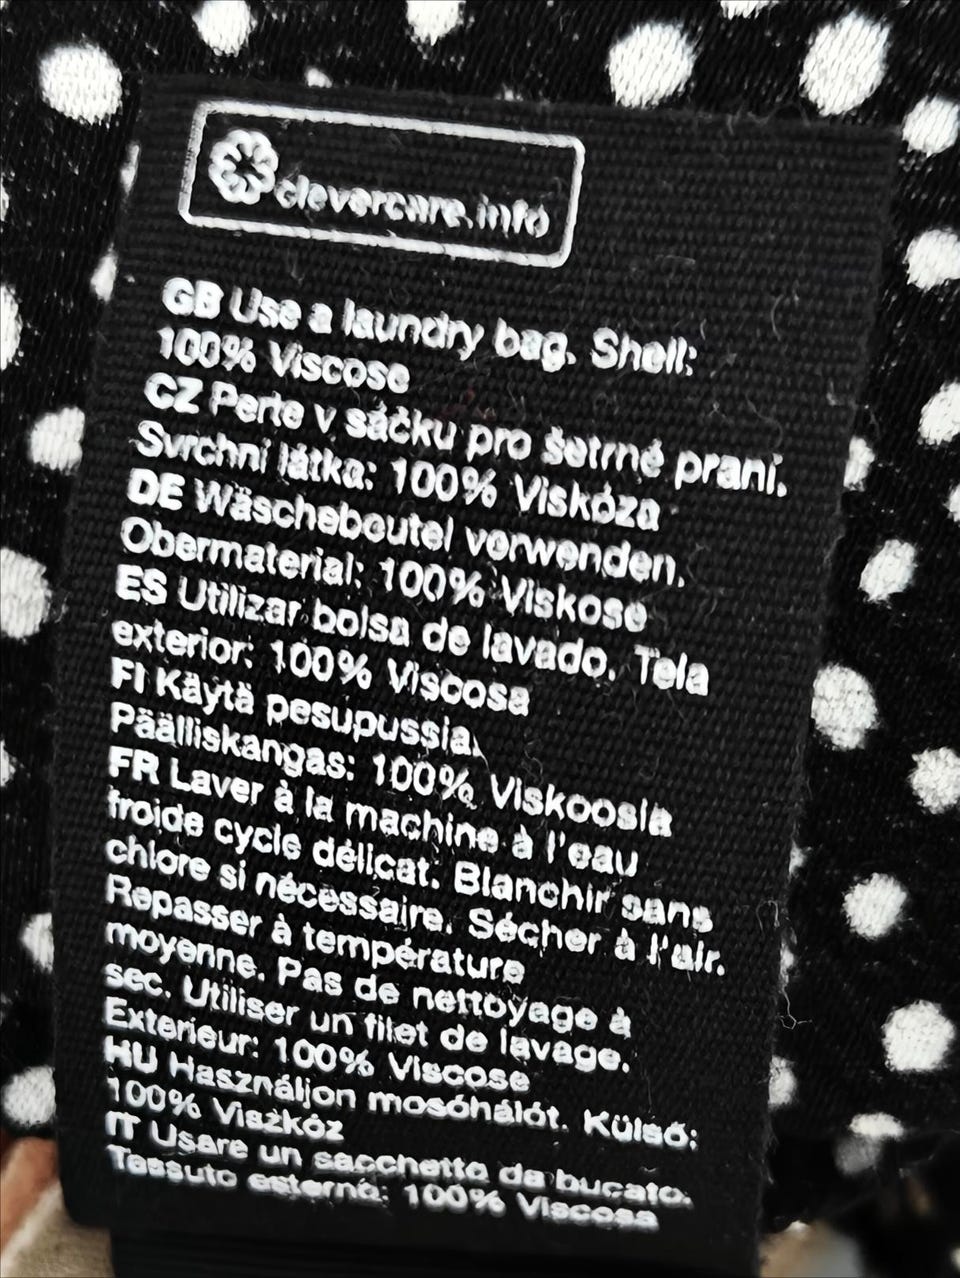 clevercare.info
GB Use a laundry bag. Shell:
100% Viscose
CZ Perte v sáčku pro šetrné praní.
Svrchní látka: 100% Viskóza
DE Wäschebeutel verwenden.
Obermaterial: 100% Viskose
ES Utilizar bolsa de lavado. Tela
exterior: 100% Viscosa
FI Käytä pesupussia.
Päälliskangas: 100% Viskoosia
FR Laver à la machine à l'eau
froide cycle délicat. Blanchir sans
chlore si nécessaire. Sécher à l'air.
Repasser à température
moyenne. Pas de nettoyage à
sec. Utiliser un filet de lavage.
Exterieur: 100% Viscose
HU Használjon mosóhálót. Külső:
100% Viszkóz
IT Usare un sacchetto da bucato.
Tessuto esterno: 100% Viscosa